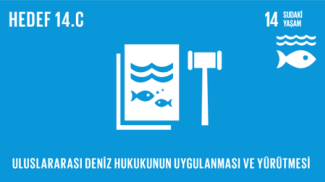 HEDEF 14.C
14 SUDAKİ
YAŞAM
ULUSLARARASI DENİZ HUKUKUNUN UYGULANMASI VE YÜRÜTMESİ